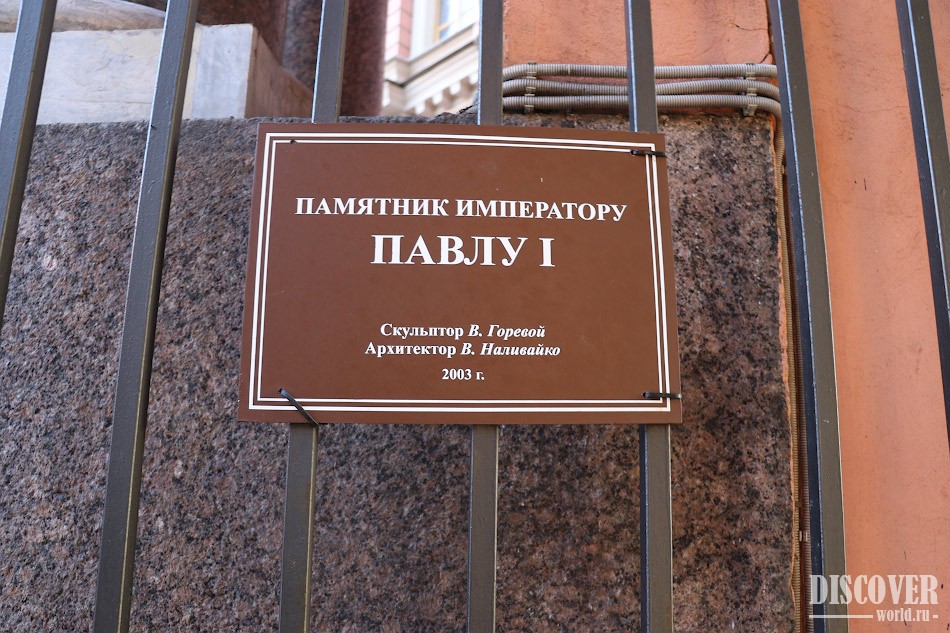 ПАМЯТНИК ИМПЕРАТОРУ
ПАВЛУ I
Скульптор В. Горевой
Архитектор В. Наливайко
2003 г.
DISCOVER
world.ru